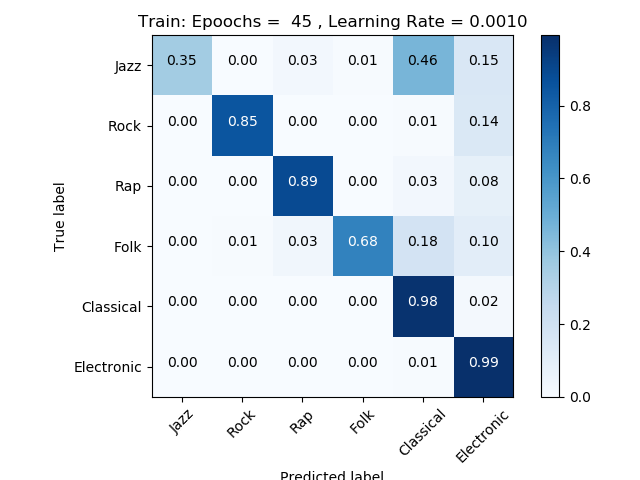 Train: Epoochs =  45 , Learning Rate = 0.0010
Jazz 0.35 0.00 0.03 0.01 0.46 0.15
Rock 0.00 0.85 0.00 0.00 0.01 0.14
Rap 0.00 0.00 0.89 0.00 0.03 0.08
Folk 0.00 0.01 0.03 0.68 0.18 0.10
Classical 0.00 0.00 0.00 0.00 0.98 0.02
Electronic 0.00 0.00 0.00 0.00 0.01 0.99
True label
Jazz Rock Rap Folk Classical Electronic
Predicted label
0.8
0.6
0.4
0.2
0.0